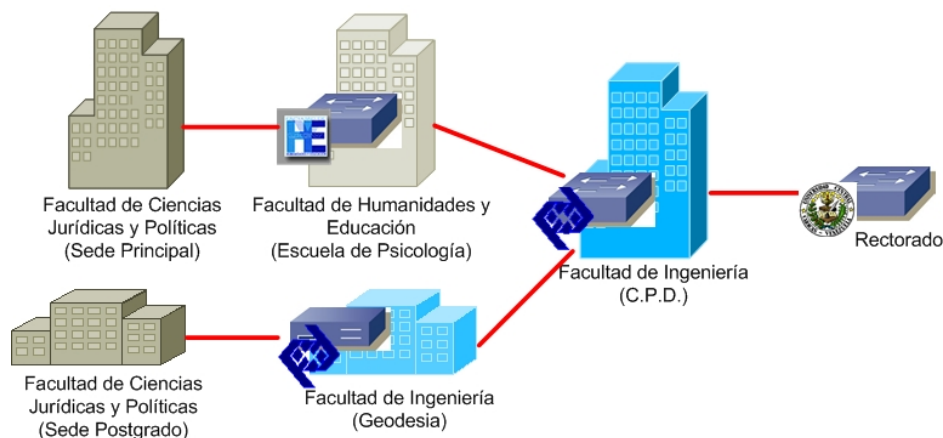 Facultad de Ciencias
Jurídicas y Políticas
(Sede Principal)
Facultad de Humanidades y
Educación
(Escuela de Psicología)
Facultad de Ingeniería
(C.P.D.)
Rectorado
Facultad de Ciencias
Jurídicas y Políticas
(Sede Postgrado)
Facultad de Ingeniería
(Geodesia)
HE